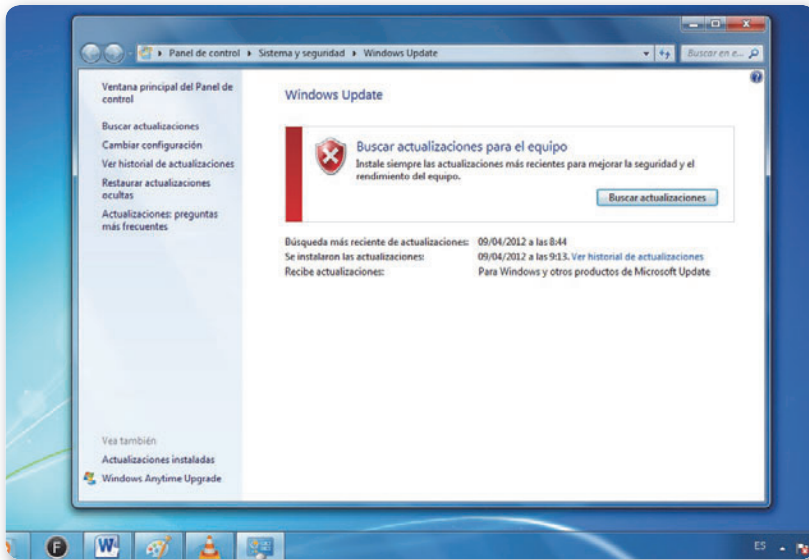 Panel de control ▸ Sistema y seguridad ▸ Windows Update
Buscar en e...
Ventana principal del Panel de
control
Buscar actualizaciones
Cambiar configuración
Ver historial de actualizaciones
Restaurar actualizaciones
ocultas
Actualizaciones: preguntas
más frecuentes
Vea también
Actualizaciones instaladas
Windows Anytime Upgrade
Windows Update
Buscar actualizaciones para el equipo
Instale siempre las actualizaciones más recientes para mejorar la seguridad y el
rendimiento del equipo.
Buscar actualizaciones
Búsqueda más reciente de actualizaciones: 09/04/2012 a las 8:44
Se instalaron las actualizaciones: 09/04/2012 a las 9:13. Ver historial de actualizaciones
Recibe actualizaciones: Para Windows y otros productos de Microsoft Update
F
W
ES